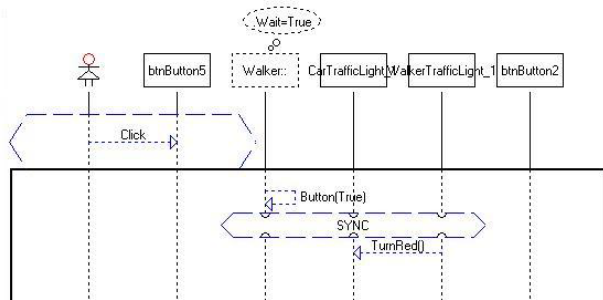 Wait=True
btnButton5
Walker::
CarTrafficLight_1
WalkerTrafficLight_1
btnButton2
Click
Button(True)
SYNC
TurnRed()